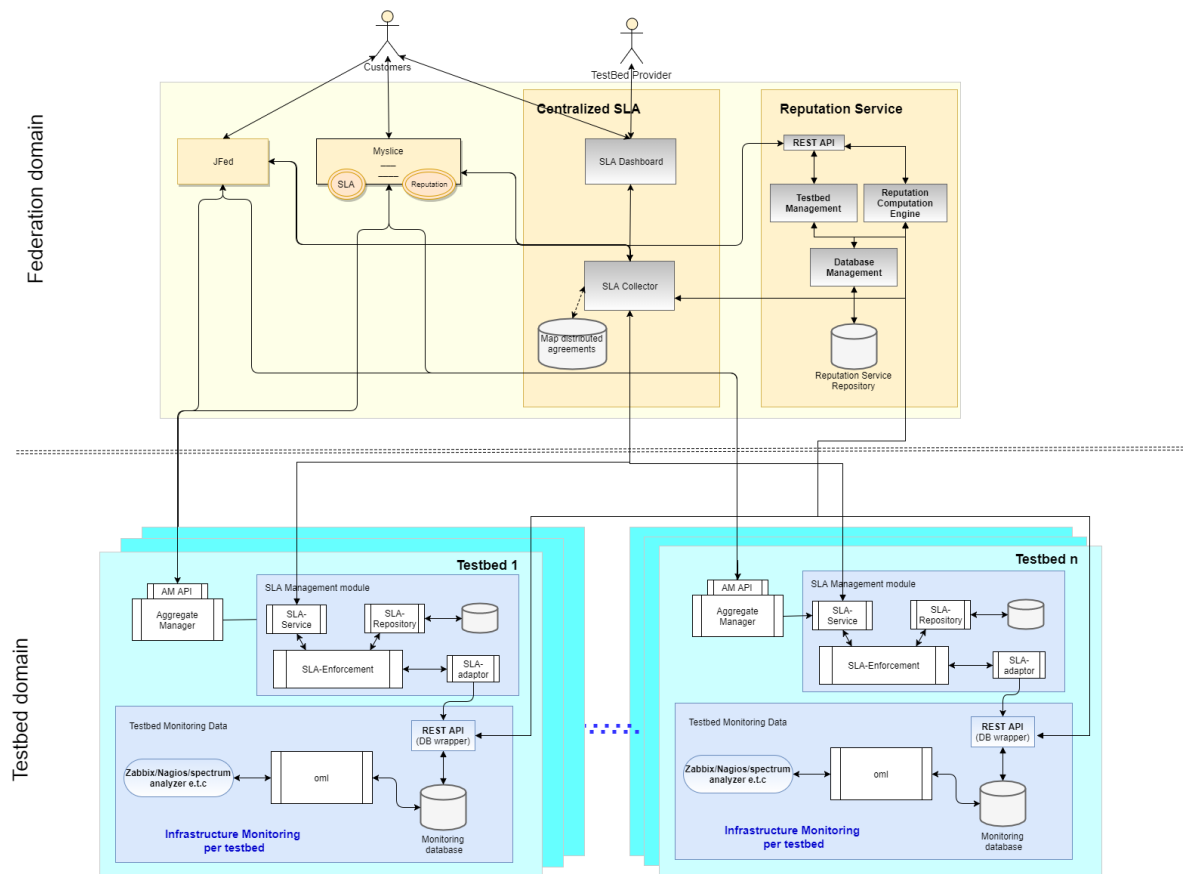 Customers
TestBed Provider
Federation domain
Centralized SLA
Reputation Service
JFed
Myslice
SLA
Reputation
SLA Dashboard
REST API
Testbed
Management
Reputation
Computation
Engine
Database
Management
SLA Collector
Map distributed
agreements
Reputation Service
Repository
Testbed domain
Testbed 1
AM API
Aggregate
Manager
SLA Management module
SLA-
Service
SLA-
Repository
SLA-Enforcement
SLA-
adaptor
Testbed Monitoring Data
REST API
(DB wrapper)
Zabbix/Nagios/spectrum
analyzer e.t.c
oml
Infrastructure Monitoring
per testbed
Monitoring
database
Testbed n
AM API
Aggregate
Manager
SLA Management module
SLA-
Service
SLA-
Repository
SLA-Enforcement
SLA-
adaptor
Testbed Monitoring Data
REST API
(DB wrapper)
Zabbix/Nagios/spectrum
analyzer e.t.c
oml
Infrastructure Monitoring
per testbed
Monitoring
database